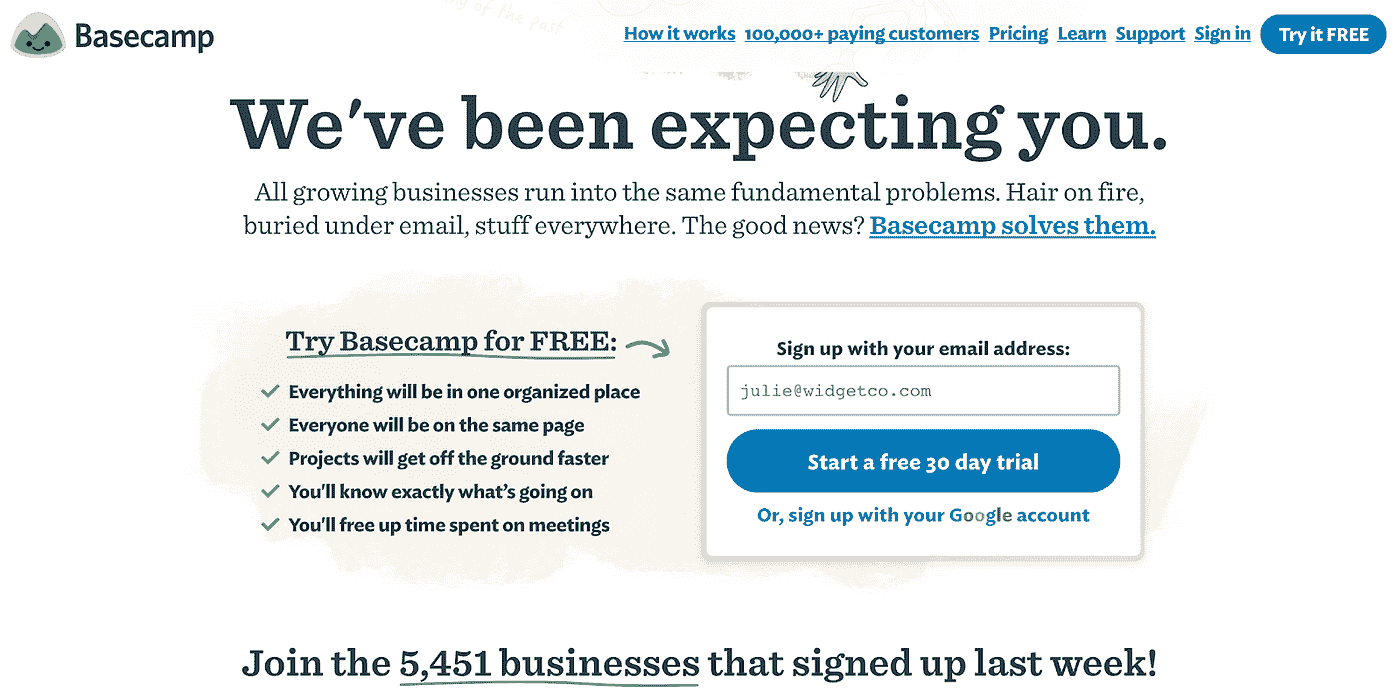 Basecamp
How it works 100,000+ paying customers Pricing Learn Support Sign in Try it FREE
of the past
We've been expecting you.
All growing businesses run into the same fundamental problems. Hair on fire,
buried under email, stuff everywhere. The good news? Basecamp solves them.
Try Basecamp for FREE:
Everything will be in one organized place
Everyone will be on the same page
Projects will get off the ground faster
You'll know exactly what’s going on
You'll free up time spent on meetings
Sign up with your email address:
julie@widgetco.com
Start a free 30 day trial
Or, sign up with your Google account
Join the 5,451 businesses that signed up last week!